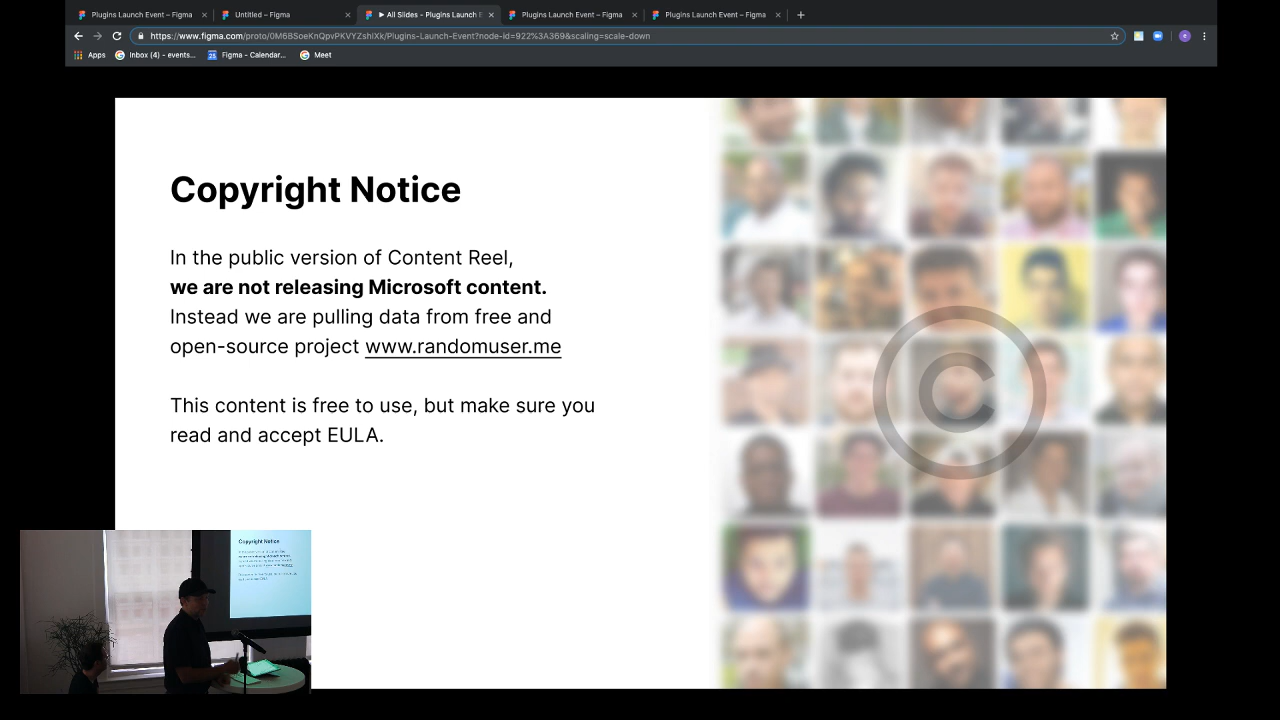 Plugins Launch Event – Figma
Untitled – Figma
▶ All Slides - Plugins Launch E
Plugins Launch Event – Figma
Plugins Launch Event – Figma
https://www.figma.com/proto/0M6BSoeKnQpvPKVYZshIXk/Plugins-Launch-Event?node-id=922%3A369&scaling=scale-down
Apps
Inbox (4) - events...
Figma - Calendar...
Meet
Copyright Notice
In the public version of Content Reel,
we are not releasing Microsoft content.
Instead we are pulling data from free and
open-source project www.randomuser.me
This content is free to use, but make sure you
read and accept EULA.
©
Copyright Notice